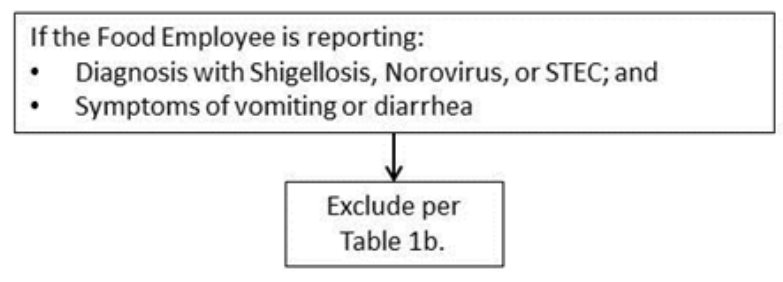 If the Food Employee is reporting:
• Diagnosis with Shigellosis, Norovirus, or STEC; and
• Symptoms of vomiting or diarrhea
Exclude per
Table 1b.